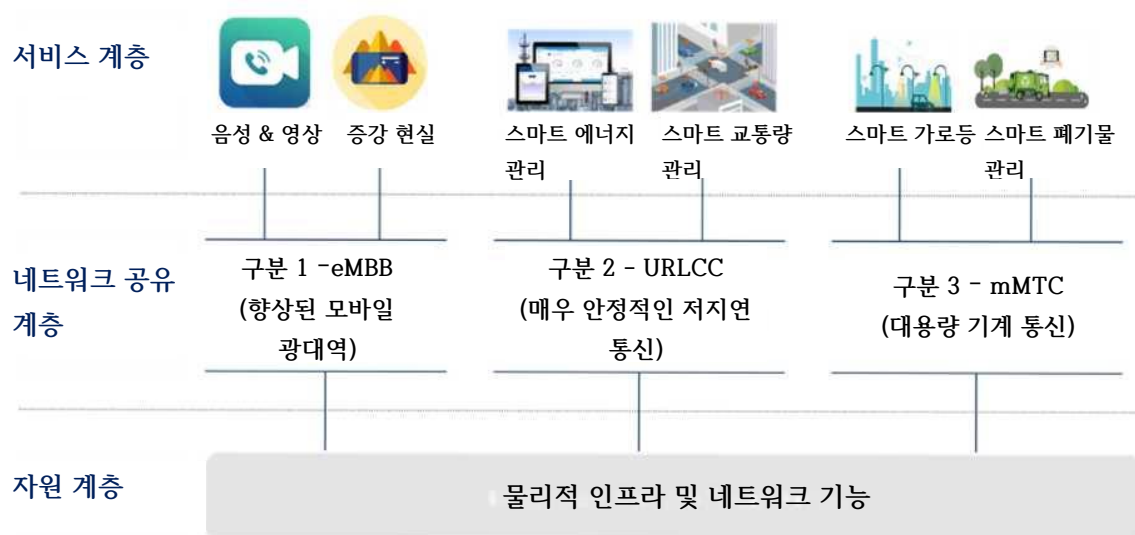 서비스 계층
음성 & 영상
증강 현실
스마트 에너지
관리
스마트 교통량
관리
스마트 가로등
스마트 폐기물
관리
네트워크 공유
계층
구분 1 -eMBB
(향상된 모바일
광대역)
구분 2 - URLCC
(매우 안정적인 저지연
통신)
구분 3 - mMTC
(대용량 기계 통신)
자원 계층
물리적 인프라 및 네트워크 기능